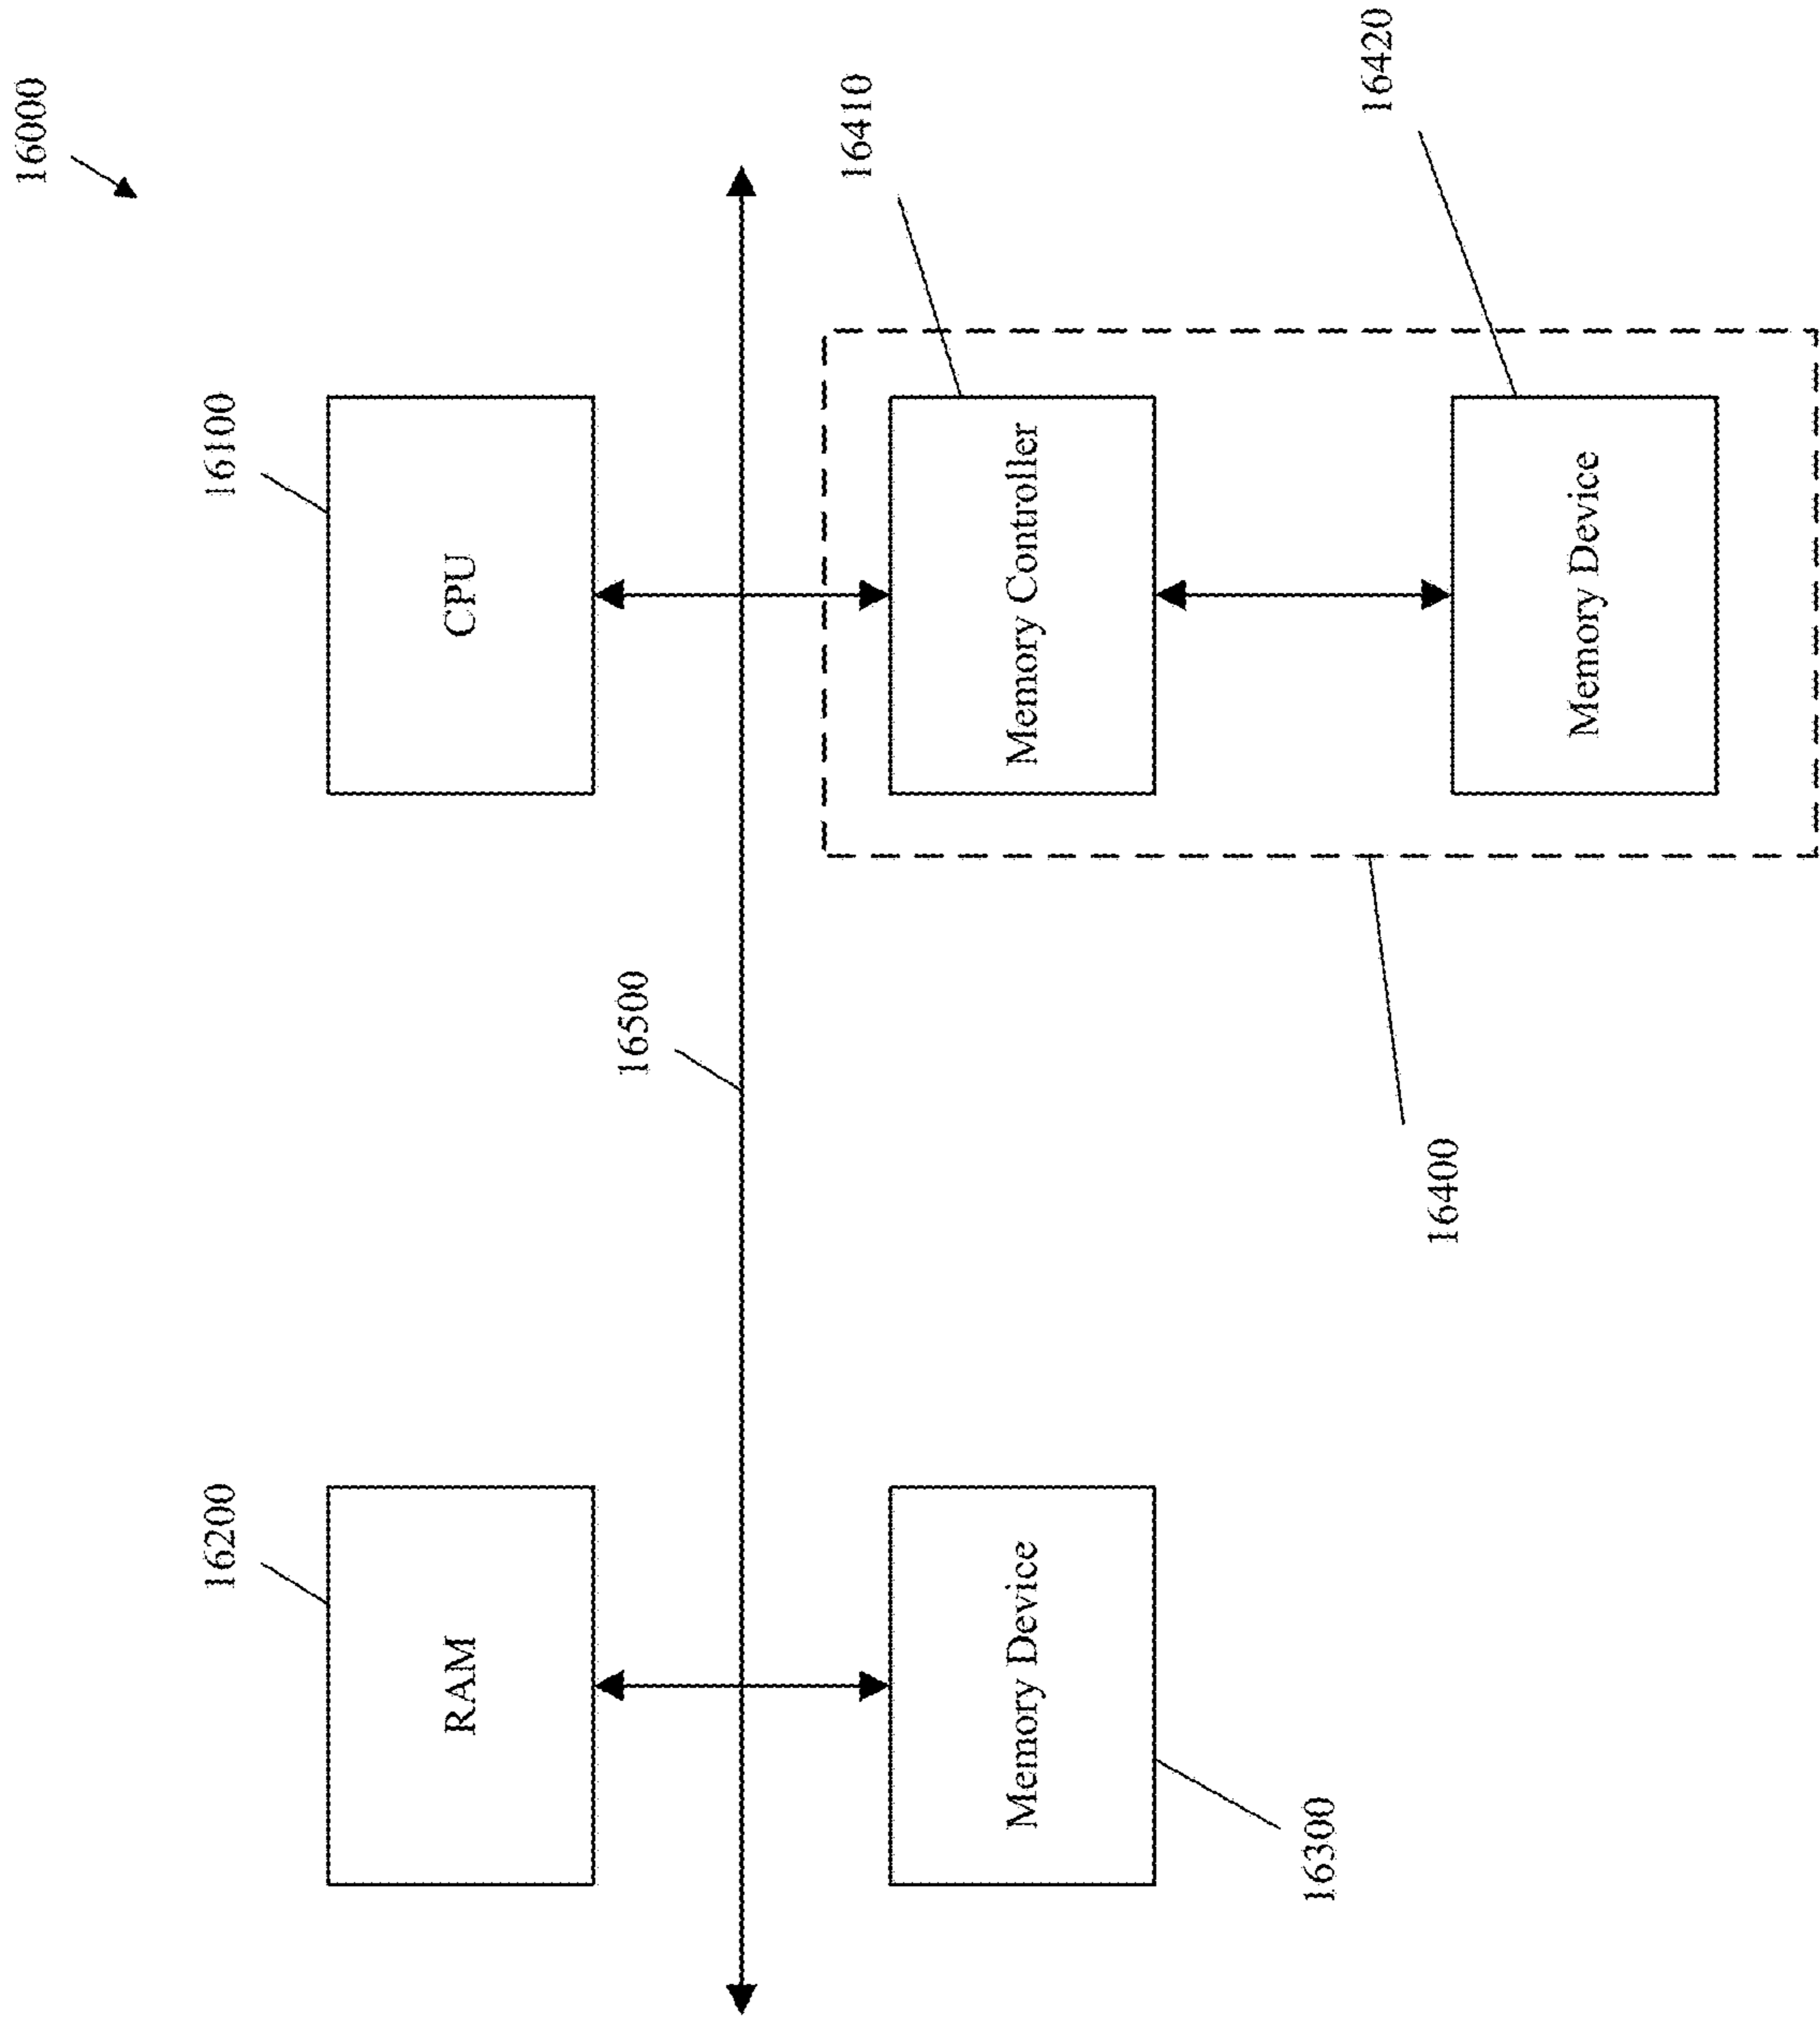 16000
16200
16100
RAM
CPU
16500
16410
Memory Device
Memory Controller
16300
16400
16420
Memory Device